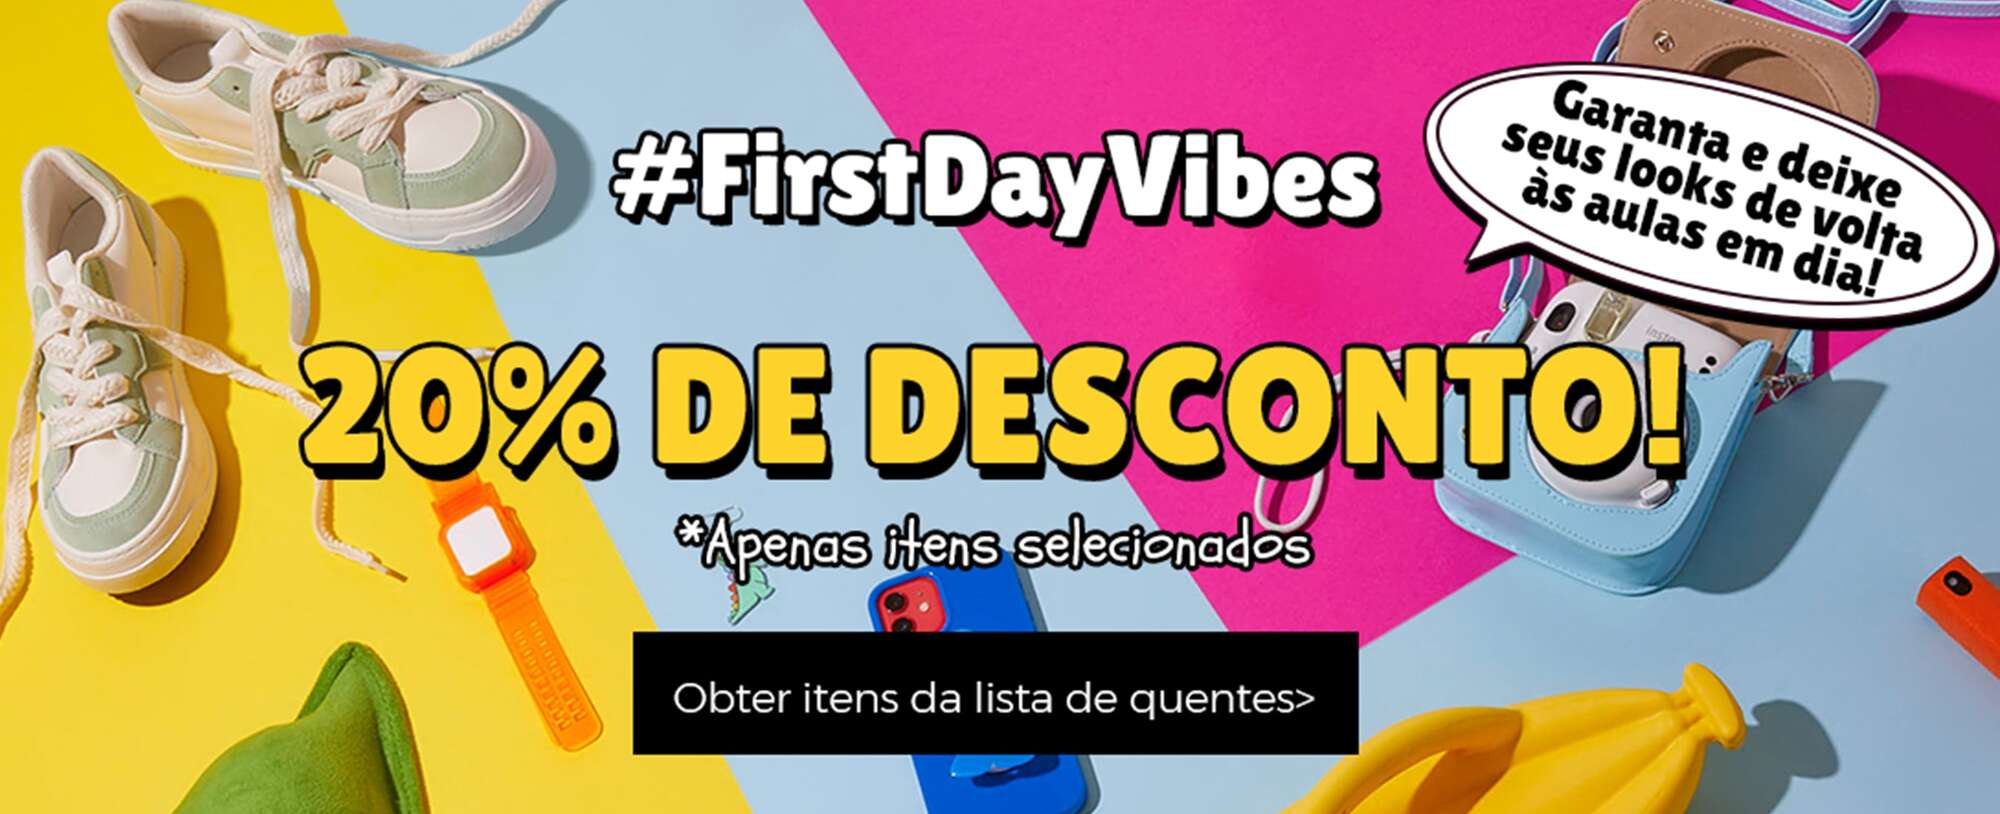 #FirstDayVibes
Garanta e deixe
seus looks de volta
às aulas em dia!
20% DE DESCONTO!
*Apenas itens selecionados
Obter itens da lista de quentes>